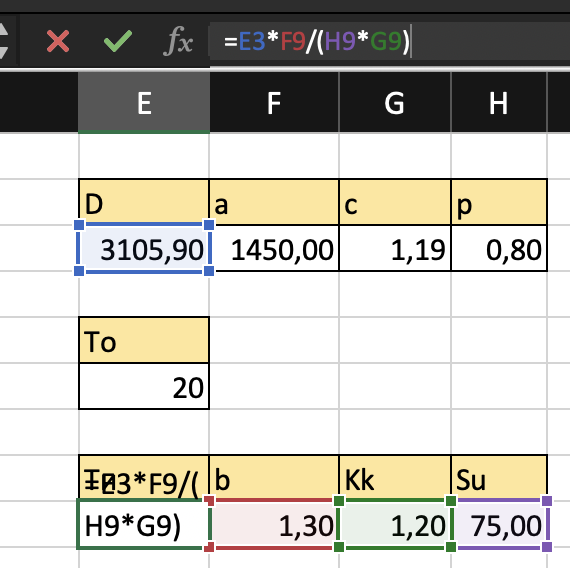 fx =E3*F9/(H9*G9)
E F G H
D a c p
3105,90 1450,00 1,19 0,80
To
20
=E3*F9/( b Kk Su
H9*G9) 1,30 1,20 75,00